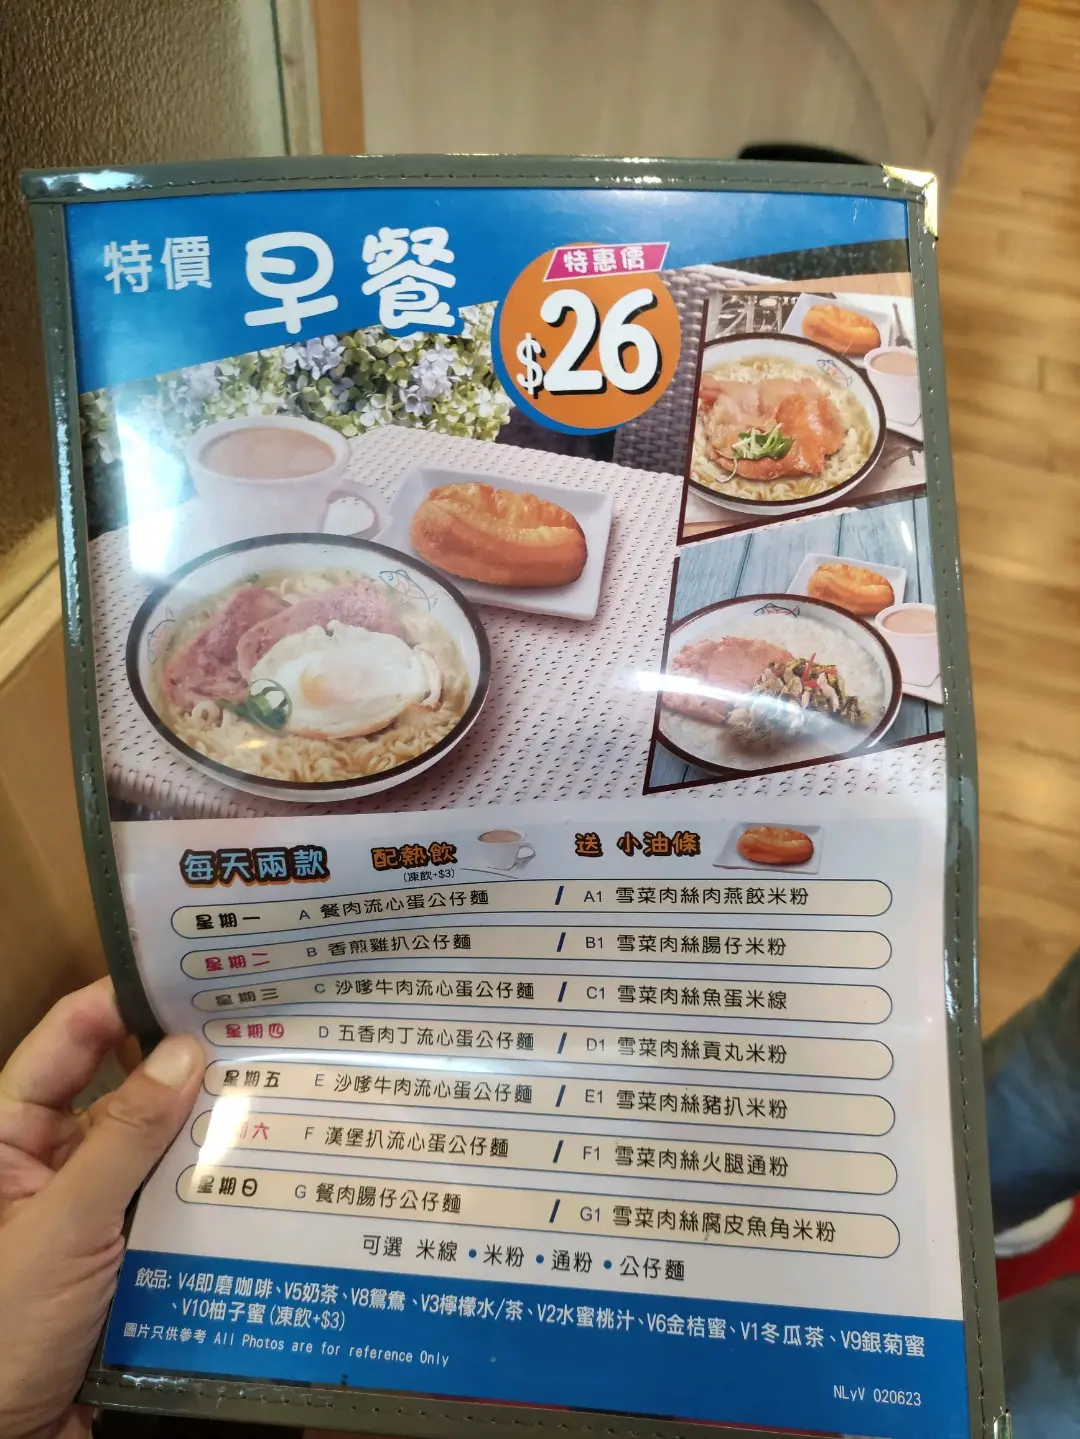 特價 早餐
特惠價
$26
每天兩款 配熱飲 送 小油條
(凍飲+$3)
星期一 A 餐肉流心蛋公仔麵 / A1 雪菜肉絲肉燕餃米粉
星期二 B 香煎雞扒公仔麵 / B1 雪菜肉絲腸仔米粉
星期三 C 沙嗲牛肉流心蛋公仔麵 / C1 雪菜肉絲魚蛋米線
星期四 D 五香肉丁流心蛋公仔麵 / D1 雪菜肉絲貢丸米粉
星期五 E 沙嗲牛肉流心蛋公仔麵 / E1 雪菜肉絲豬扒米粉
六 F 漢堡扒流心蛋公仔麵 / F1 雪菜肉絲火腿通粉
星期日 G 餐肉腸仔公仔麵 / G1 雪菜肉絲腐皮魚角米粉
可選 米線 • 米粉 • 通粉 • 公仔麵
飲品: V4即磨咖啡、V5奶茶、V8鴛鴦、V3檸檬水/茶、V2水蜜桃汁、V6金桔蜜、V1冬瓜茶、V9銀菊蜜
、V10柚子蜜(凍飲+$3)
圖片只供參考 All Photos are for reference Only
NLyV 020623